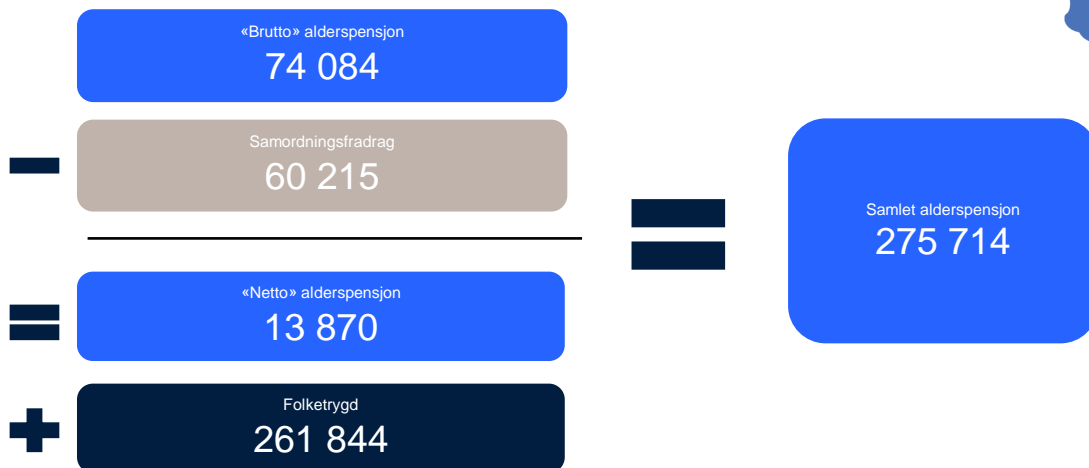 «Brutto» alderspensjon
74 084
Samordningsfradrag
60 215
«Netto» alderspensjon
13 870
Folketrygd
261 844
Samlet alderspensjon
275 714